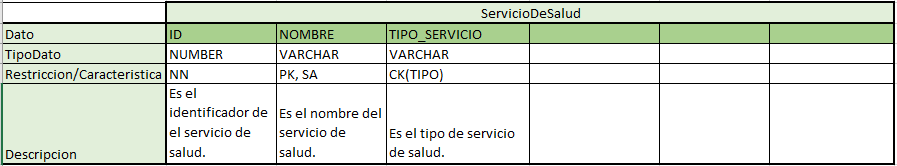 ServicioDeSalud
Dato ID NOMBRE TIPO_SERVICIO
TipoDato NUMBER VARCHAR VARCHAR
Restriccion/Caracteristica NN PK, SA CK(TIPO)
Descripcion
Es el
identificador de
el servicio de
salud.
Es el nombre del
servicio de
salud.
Es el tipo de servicio
de salud.